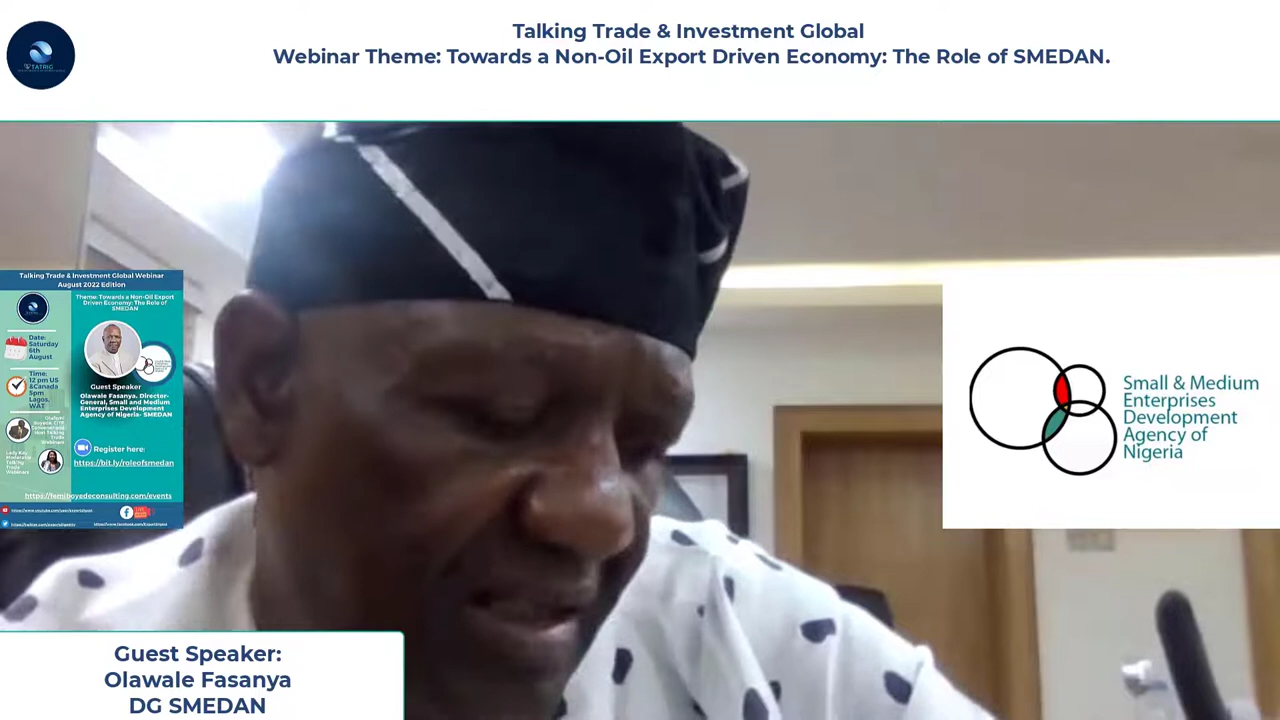 Talking Trade & Investment Global
Webinar Theme: Towards a Non-Oil Export Driven Economy: The Role of SMEDAN.
TATRIC
Talking Trade & Investment Global Webinar
August 2022 Edition
Theme: Towards a Non-Oil Export
Driven Economy: The Role of
SMEDAN
Date:
Saturday
6th
August
Time:
12 pm US
&Canada
5pm
Lagos,
WAT
Guest Speaker
Olawale Fasanya. Director-
General, Small and Medium
Enterprises Development
Agency of Nigeria- SMEDAN
Register here:
https://bit.ly/roleofsmedan
https://femiboyedeconsulting.com/events
Small & Medium
Enterprises
Development
Agency of
Nigeria
Guest Speaker:
Olawale Fasanya
DG SMEDAN